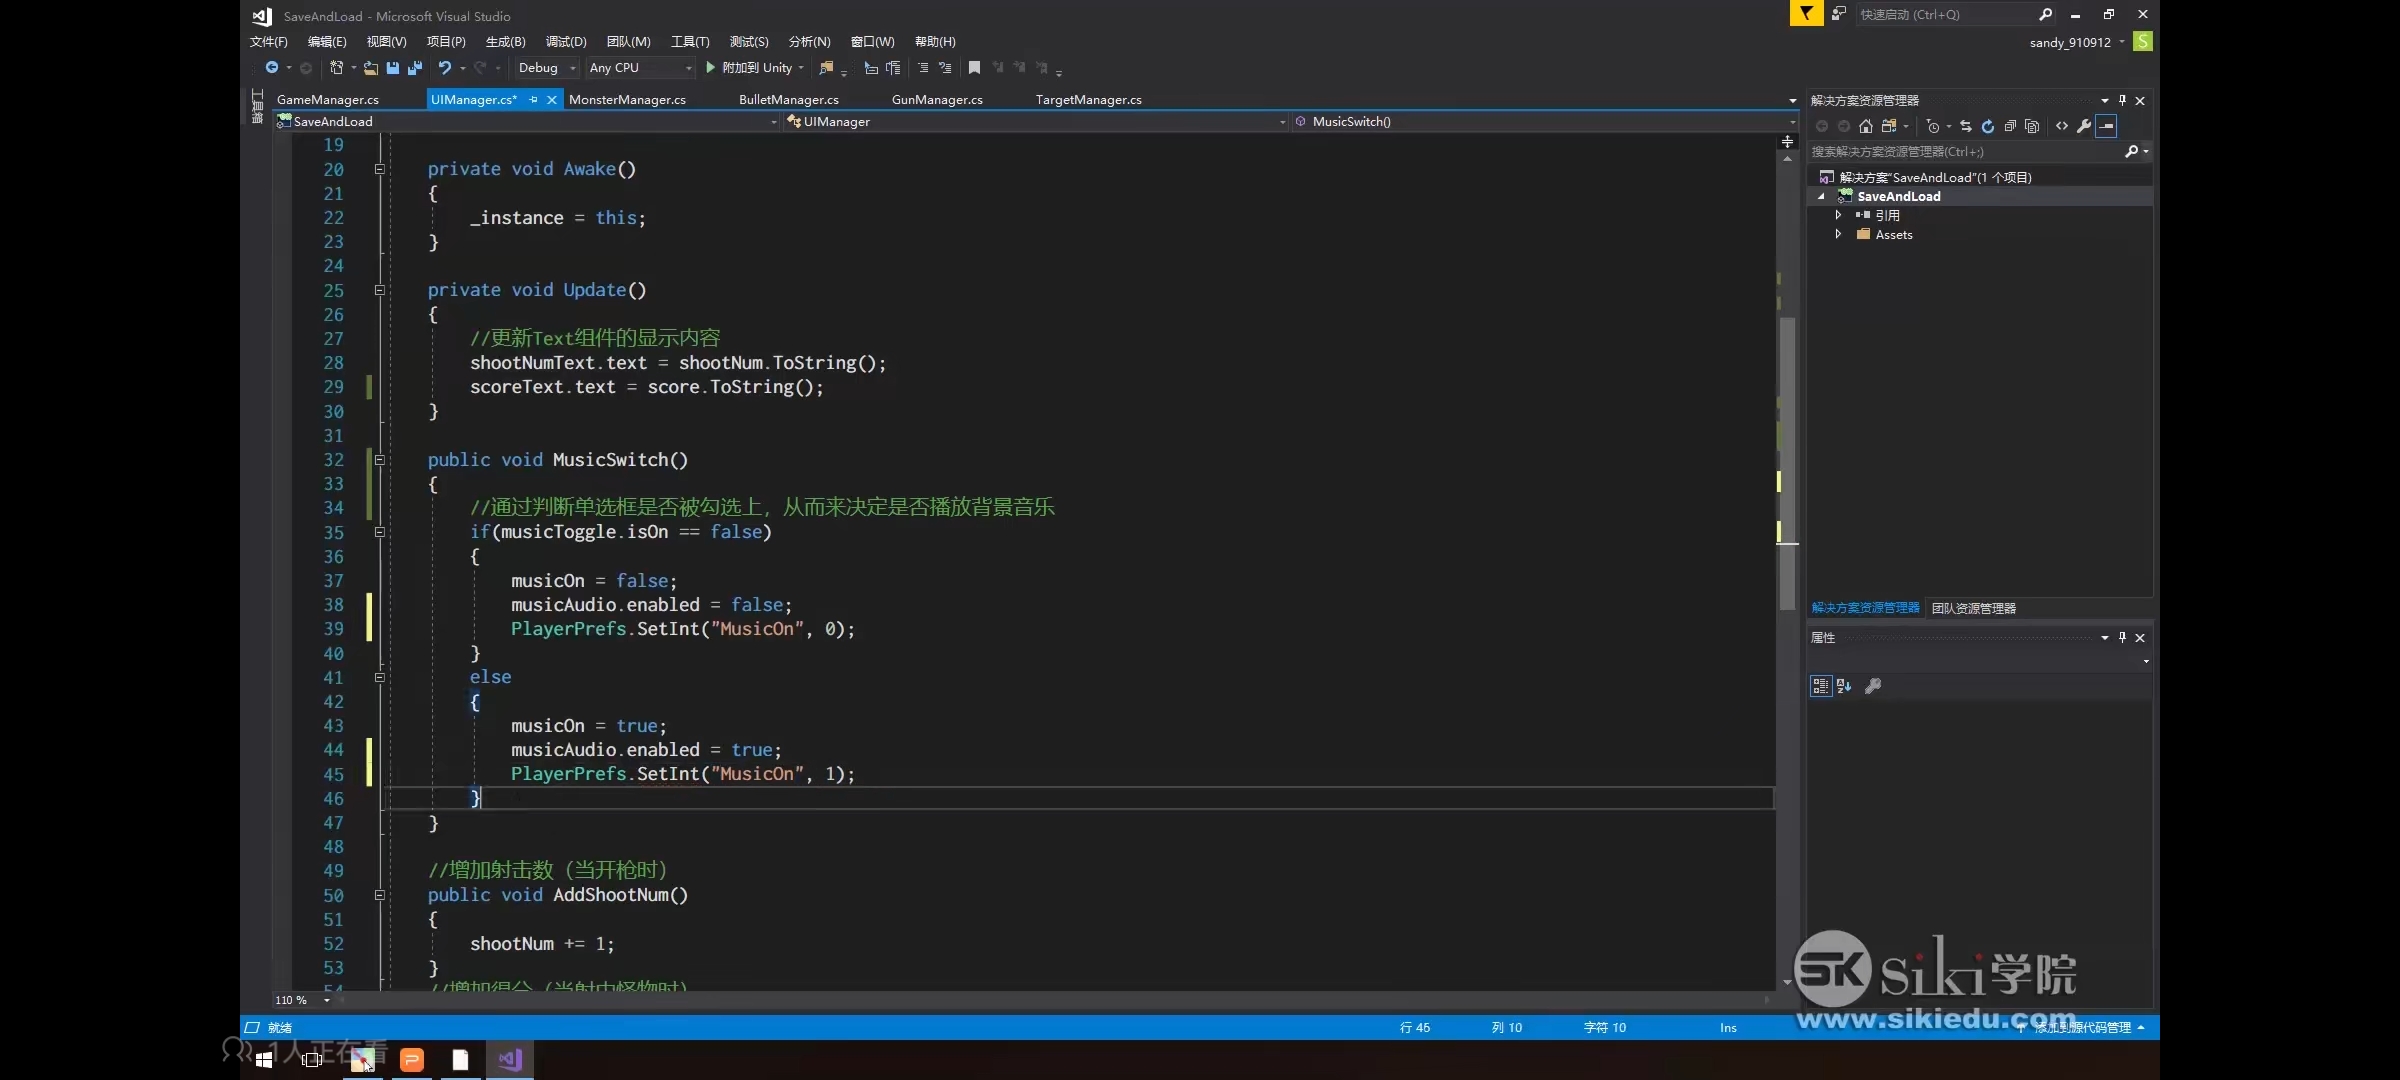 SaveAndLoad - Microsoft Visual Studio
快速启动 (Ctrl+Q)
文件(F) 编辑(E) 视图(V) 项目(P) 生成(B) 调试(D) 团队(M) 工具(T) 测试(S) 分析(N) 窗口(W) 帮助(H)
sandy_910912 S
Debug Any CPU 附加到 Unity
工具箱
GameManager.cs UIManager.cs* MonsterManager.cs BulletManager.cs GunManager.cs TargetManager.cs
SaveAndLoad UIManager MusicSwitch()
19
20 private void Awake()
21 {
22 _instance = this;
23 }
24
25 private void Update()
26 {
27 //更新Text组件的显示内容
28 shootNumText.text = shootNum.ToString();
29 scoreText.text = score.ToString();
30 }
31
32 public void MusicSwitch()
33 {
34 //通过判断单选框是否被勾选上，从而来决定是否播放背景音乐
35 if(musicToggle.isOn == false)
36 {
37 musicOn = false;
38 musicAudio.enabled = false;
39 PlayerPrefs.SetInt("MusicOn", 0);
40 }
41 else
42 {
43 musicOn = true;
44 musicAudio.enabled = true;
45 PlayerPrefs.SetInt("MusicOn", 1);
46 }
47 }
48
49 //增加射击数（当开枪时）
50 public void AddShootNum()
51 {
52 shootNum += 1;
53 }
54 //增加得分（当射中怪物时）
110 %
解决方案资源管理器
搜索解决方案资源管理器(Ctrl+;)
解决方案"SaveAndLoad"(1 个项目)
SaveAndLoad
引用
Assets
解决方案资源管理器 团队资源管理器
属性
SK siki学院
www.sikiedu.com
就绪 行 45 列 10 字符 10 Ins 添加到源代码管理
1人正在看